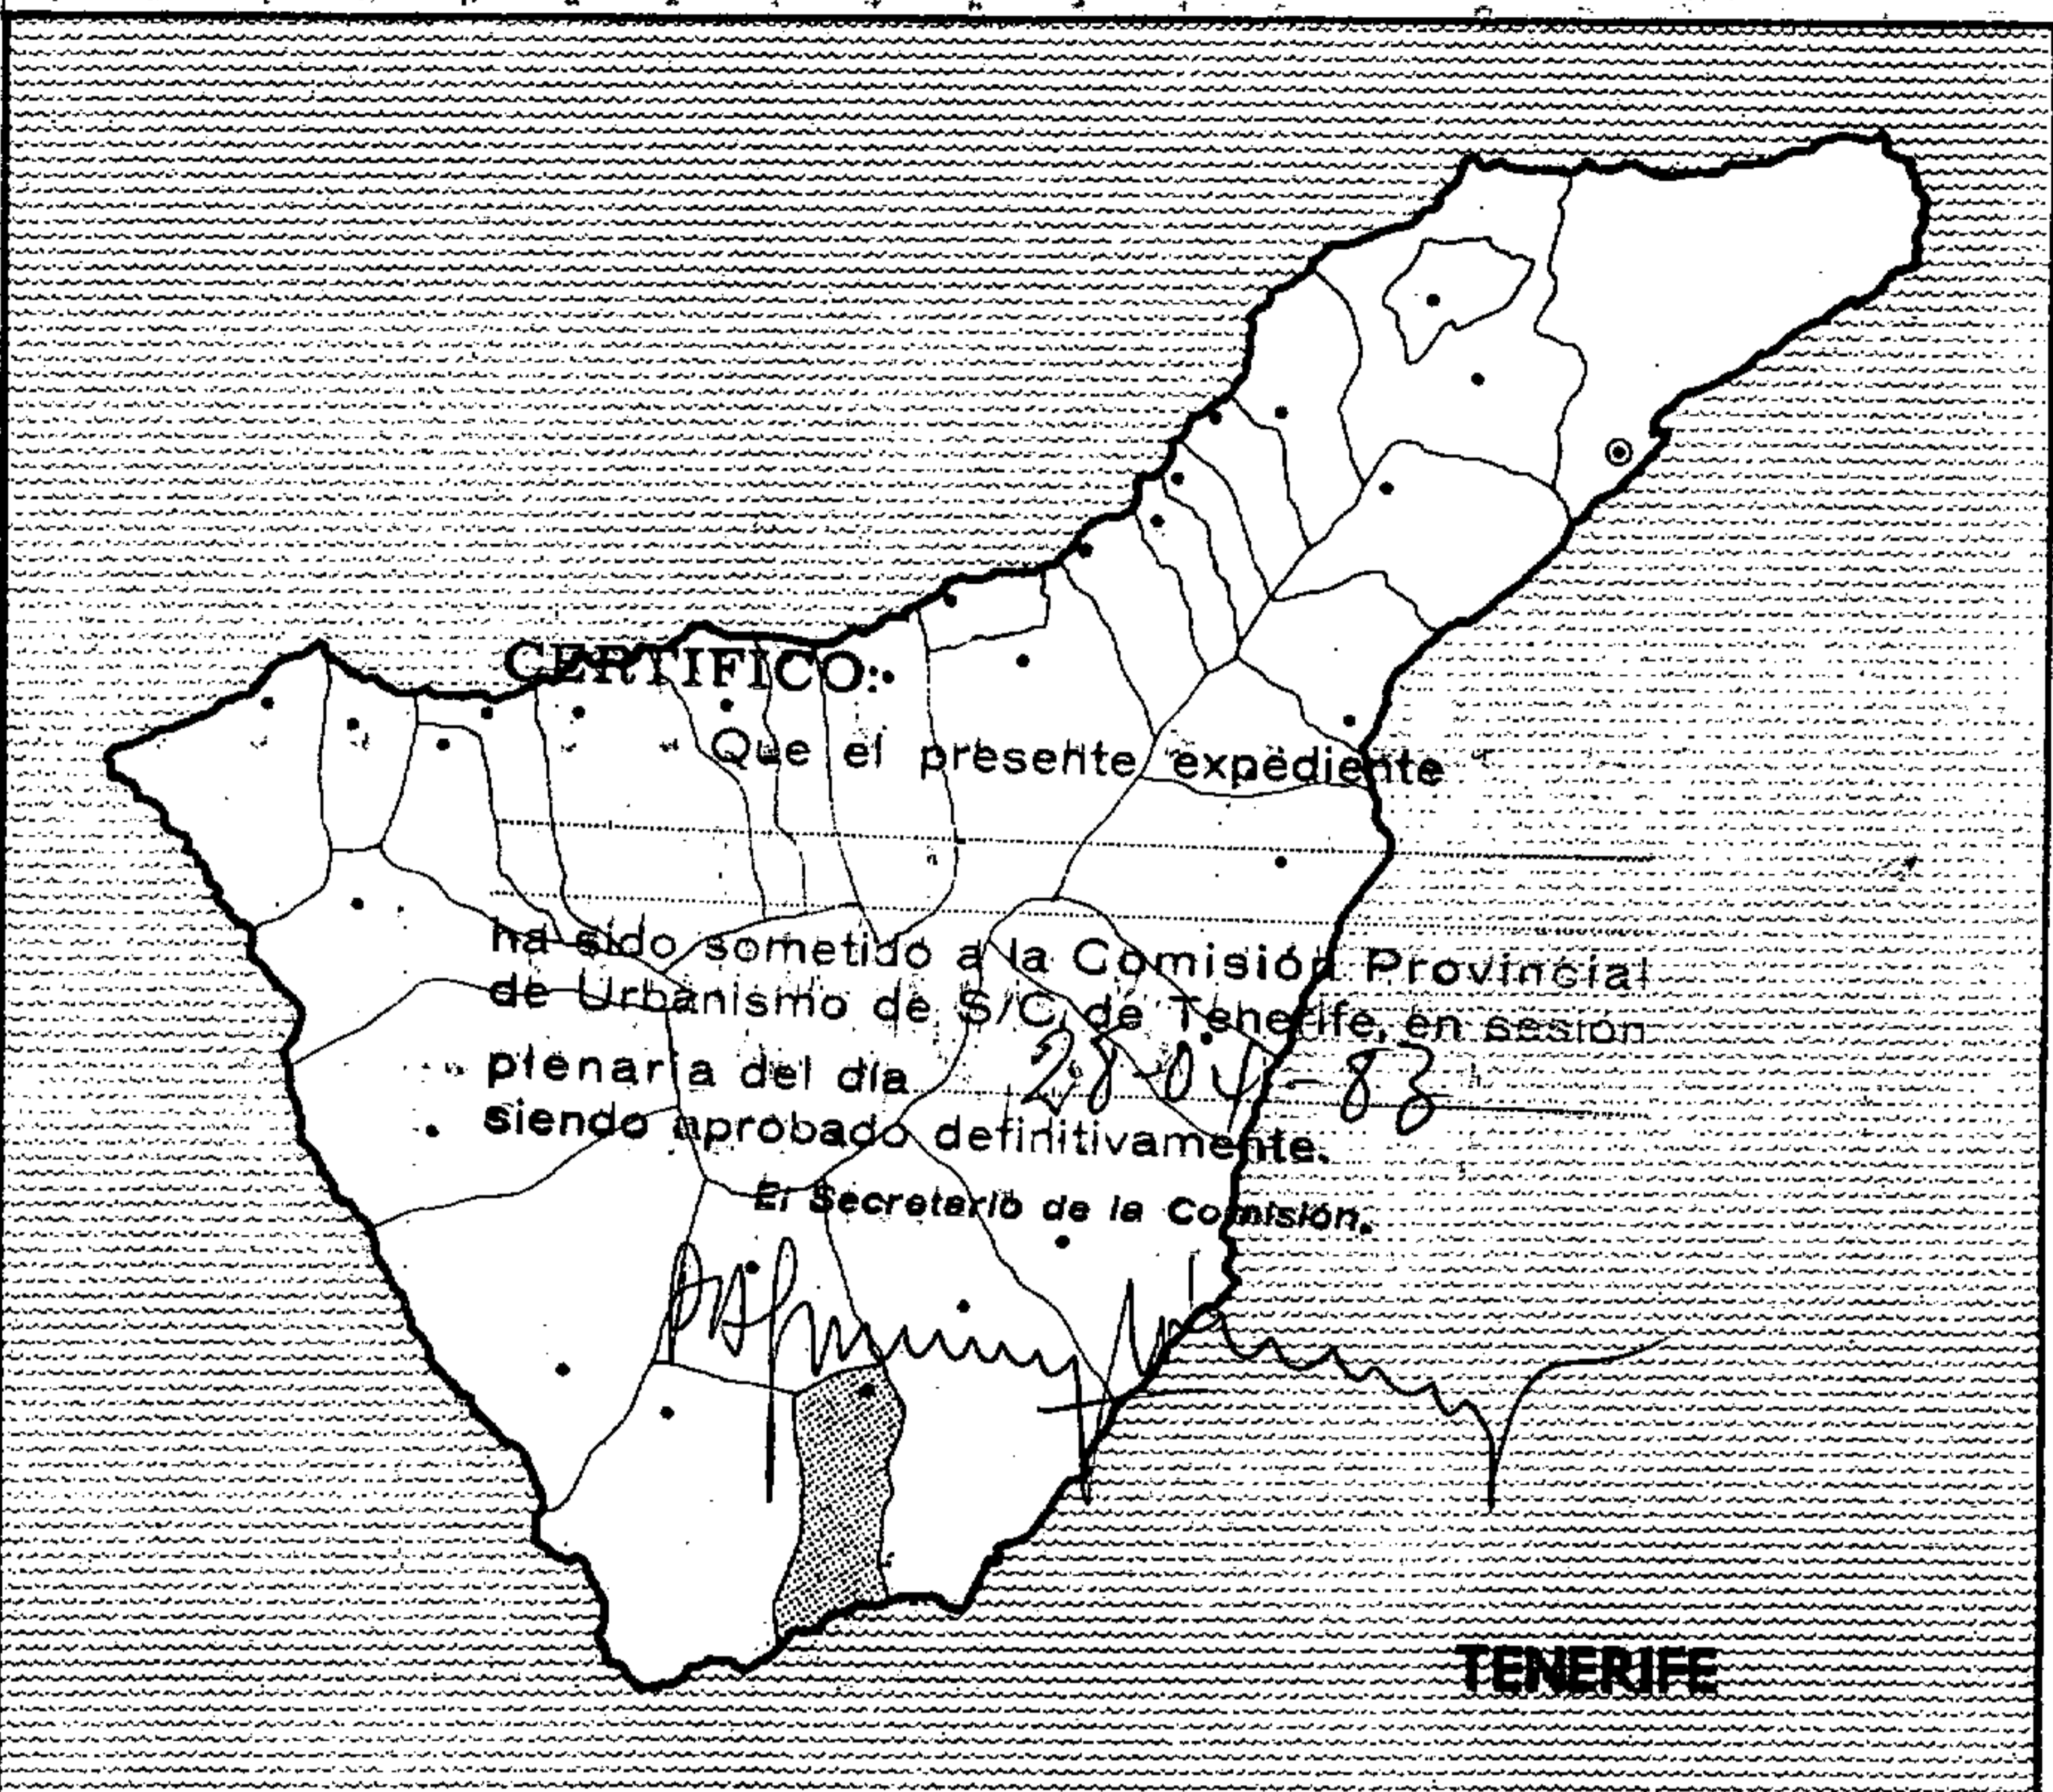 CERTIFICO:
Que el presente expediente
ha sido sometido a la Comisión Provincial
de Urbanismo de S/C. de Tenerife, en sesión
plenaria del día 28-04-83
siendo aprobado definitivamente.
El Secretario de la Comisión.
TENERIFE